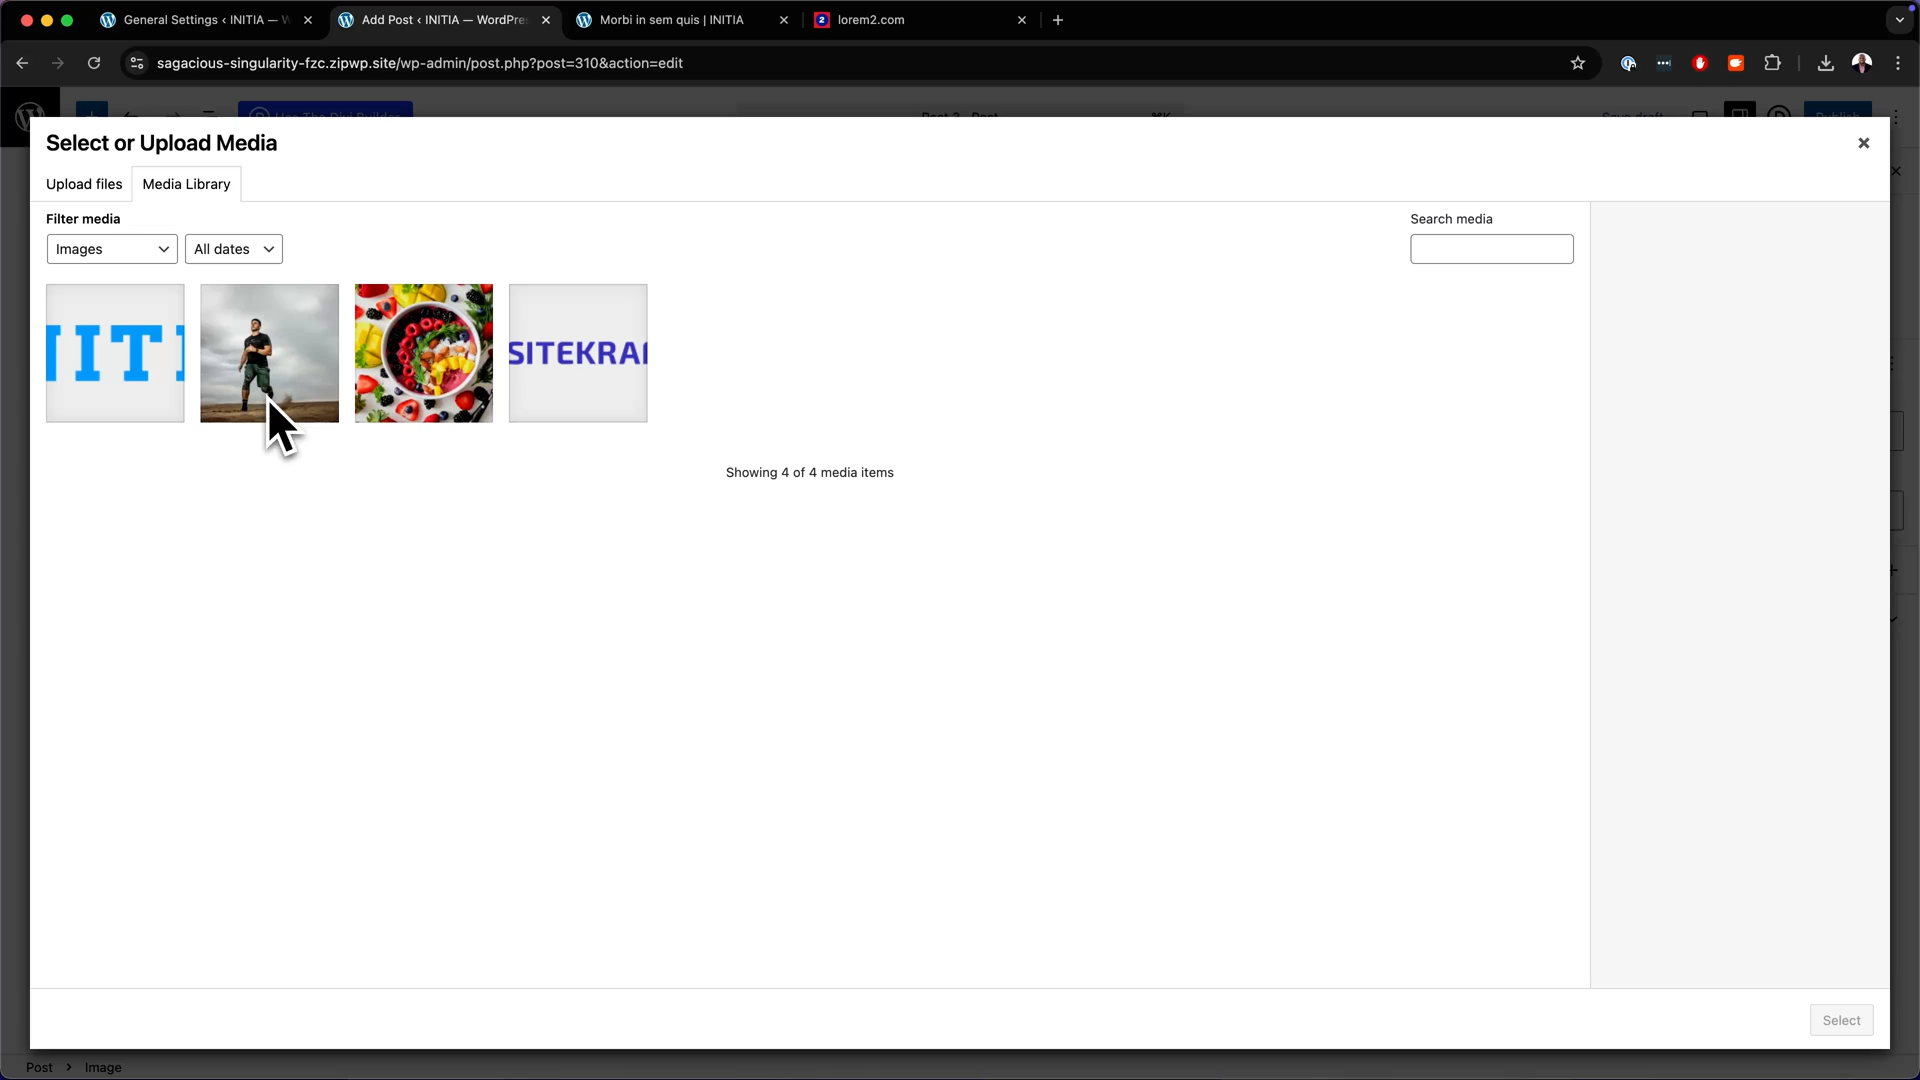 General Settings ‹ INITIA — W
Add Post ‹ INITIA — WordPre
Morbi in sem quis | INITIA
lorem2.com
sagacious-singularity-fzc.zipwp.site/wp-admin/post.php?post=310&action=edit
Select or Upload Media
Upload files
Media Library
Filter media
Search media
Images
All dates
NITI
SITEKRA
Showing 4 of 4 media items
Select
Post
Image